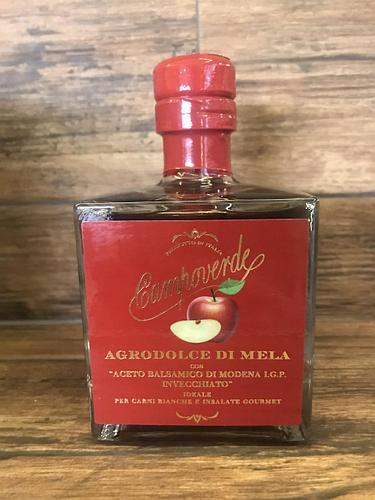 PRODOTTO IN ITALIA
Campoverde
AGRODOLCE DI MELA
CON
"ACETO BALSAMICO DI MODENA I.G.P.
INVECCHIATO"
IDEALE
PER CARNI BIANCHE E INSALATE GOURMET